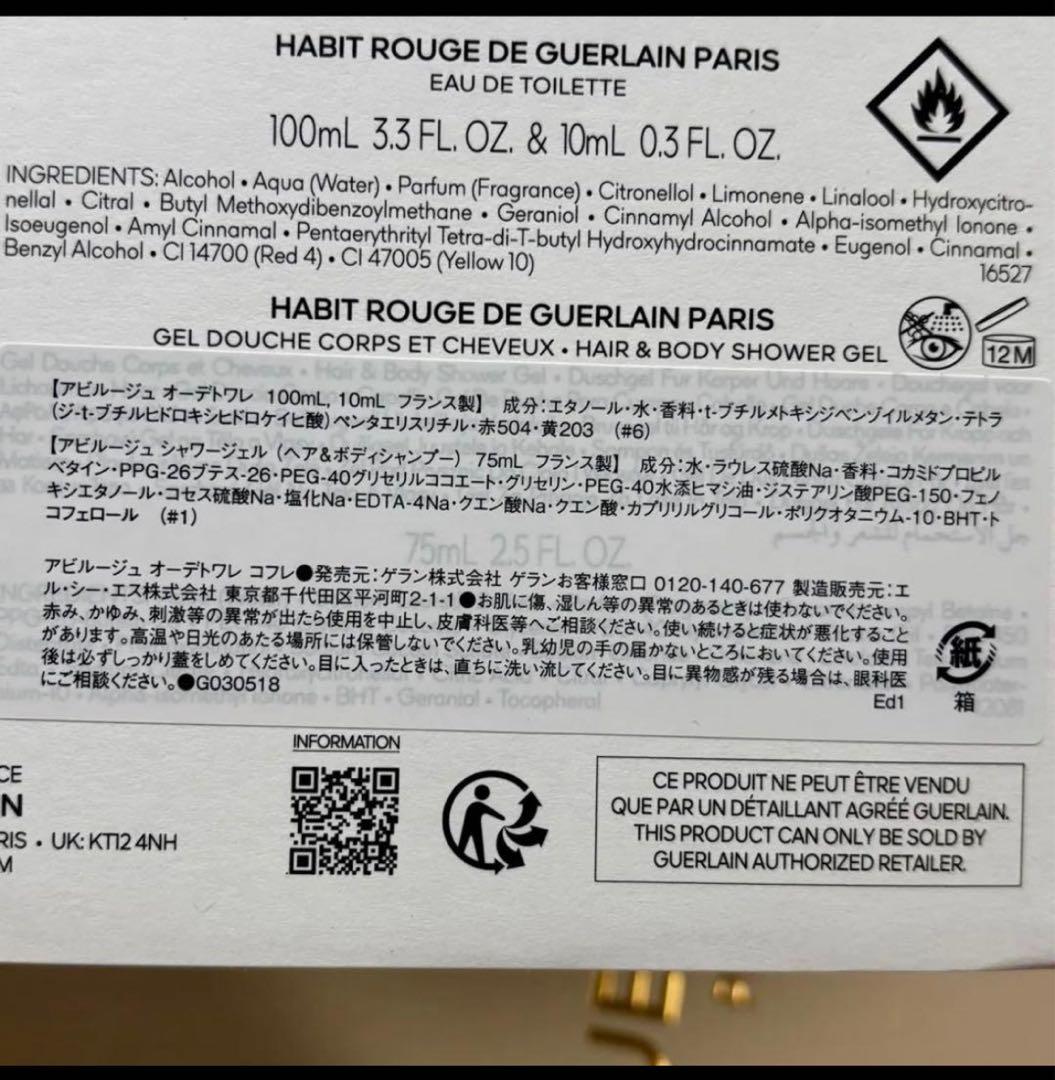 HABIT ROUGE DE GUERLAIN PARIS
EAU DE TOILETTE
100mL 3.3 FL. OZ. & 10mL 0.3 FL. OZ.
INGREDIENTS: Alcohol • Aqua (Water) • Parfum (Fragrance) • Citronellol • Limonene • Linalool • Hydroxycitro-
nellal • Citral • Butyl Methoxydibenzoylmethane • Geraniol • Cinnamyl Alcohol • Alpha-isomethyl Ionone •
Isoeugenol • Amyl Cinnamal • Pentaerythrityl Tetra-di-T-butyl Hydroxyhydrocinnamate • Eugenol • Cinnamal •
Benzyl Alcohol • CI 14700 (Red 4) • CI 47005 (Yellow 10)
16527
HABIT ROUGE DE GUERLAIN PARIS
GEL DOUCHE CORPS ET CHEVEUX • HAIR & BODY SHOWER GEL
12M
Gel Douche Corps et Cheveux • Hair & Body Shower Gel • Duschgel Für Körper Und Haare •
【アビルージュ オーデトワレ 100mL, 10mL フランス製】 成分:エタノール・水・香料・t-ブチルメトキシジベンゾイルメタン・テトラ
(ジ-t-ブチルヒドロキシヒドロケイヒ酸)ペンタエリスリチル・赤504・黄203 (#6)
【アビルージュ シャワージェル(ヘア&ボディシャンプー) 75mL フランス製】 成分:水・ラウレス硫酸Na・香料・コカミドプロピル
ベタイン・PPG-26ブテス-26・PEG-40グリセリルココエート・グリセリン・PEG-40水添ヒマシ油・ジステアリン酸PEG-150・フェノ
キシエタノール・コセス硫酸Na・塩化Na・EDTA-4Na・クエン酸Na・クエン酸・カプリリルグリコール・ポリクオタニウム-10・BHT・ト
コフェロール (#1)
75mL 2.5 FL. OZ.
アビルージュ オーデトワレ コフレ●発売元:ゲラン株式会社 ゲランお客様窓口 0120-140-677 製造販売元:エ
ル・シー・エス株式会社 東京都千代田区平河町2-1-1●お肌に傷、湿しん等の異常のあるときは使わないでください。
赤み、かゆみ、刺激等の異常が出たら使用を中止し、皮膚科医等へご相談ください。使い続けると症状が悪化すること
があります。高温や日光のあたる場所には保管しないでください。乳幼児の手の届かないところにおいてください。使用
後は必ずしっかり蓋をしめてください。目に入ったときは、直ちに洗い流してください。目に異物感が残る場合は、眼科医
にご相談ください。●G030518
Ed1
紙
箱
• BHT • Geraniol • Tocopheral
INFORMATION
CE
N
RIS • UK: KT12 4NH
M
CE PRODUIT NE PEUT ÊTRE VENDU
QUE PAR UN DÉTAILLANT AGRÉÉ GUERLAIN.
THIS PRODUCT CAN ONLY BE SOLD BY
GUERLAIN AUTHORIZED RETAILER.